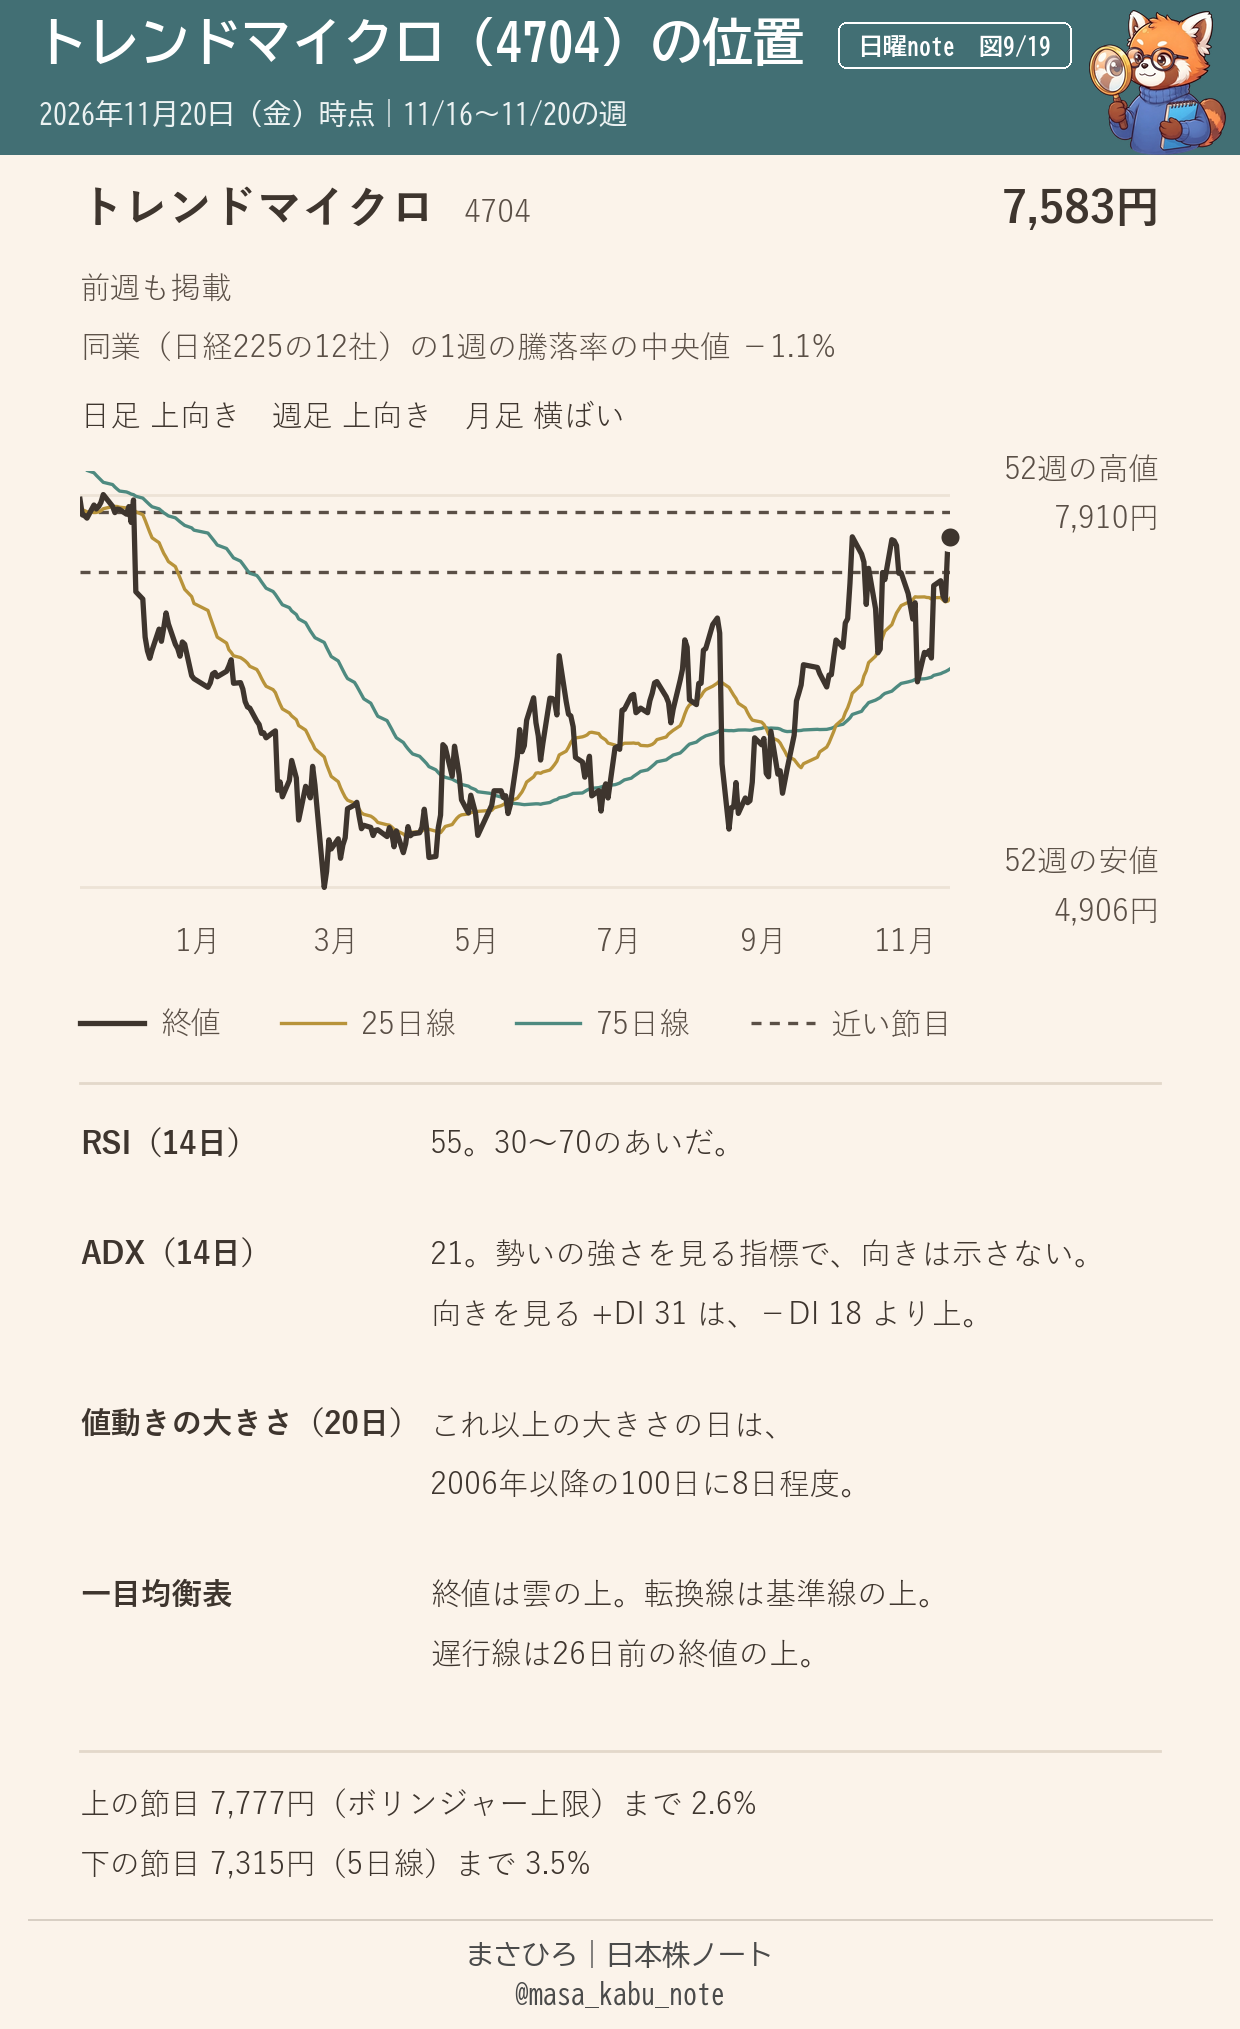 トレンドマイクロ（4704）の位置
日曜note　図9/19
2026年11月20日（金）時点｜11/16〜11/20の週
トレンドマイクロ　4704　7,583円
前週も掲載
同業（日経225の12社）の1週の騰落率の中央値 −1.1%
日足 上向き　週足 上向き　月足 横ばい
52週の高値
7,910円
52週の安値
4,906円
1月　3月　5月　7月　9月　11月
終値　25日線　75日線　近い節目
RSI（14日）　55。30〜70のあいだ。
ADX（14日）　21。勢いの強さを見る指標で、向きは示さない。
向きを見る +DI 31 は、−DI 18 より上。
値動きの大きさ（20日）　これ以上の大きさの日は、
2006年以降の100日に8日程度。
一目均衡表　終値は雲の上。転換線は基準線の上。
遅行線は26日前の終値の上。
上の節目 7,777円（ボリンジャー上限）まで 2.6%
下の節目 7,315円（5日線）まで 3.5%
まさひろ｜日本株ノート
@masa_kabu_note